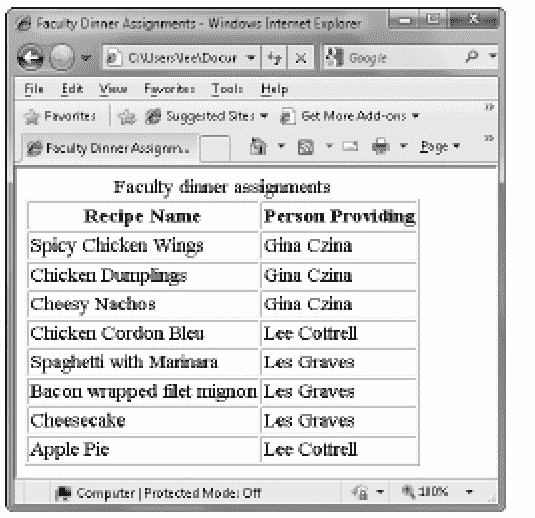 Faculty Dinner Assignments - Windows Internet Explorer
C:\Users\Lee\Docur
Google
File Edit View Favorites Tools Help
Favorites Suggested Sites Get More Add-ons
Faculty Dinner Assignm... Page
Faculty dinner assignments
Recipe Name Person Providing
Spicy Chicken Wings Gina Czina
Chicken Dumplings Gina Czina
Cheesy Nachos Gina Czina
Chicken Cordon Bleu Lee Cottrell
Spaghetti with Marinara Les Graves
Bacon wrapped filet mignon Les Graves
Cheesecake Les Graves
Apple Pie Lee Cottrell
Computer | Protected Mode: Off 100%